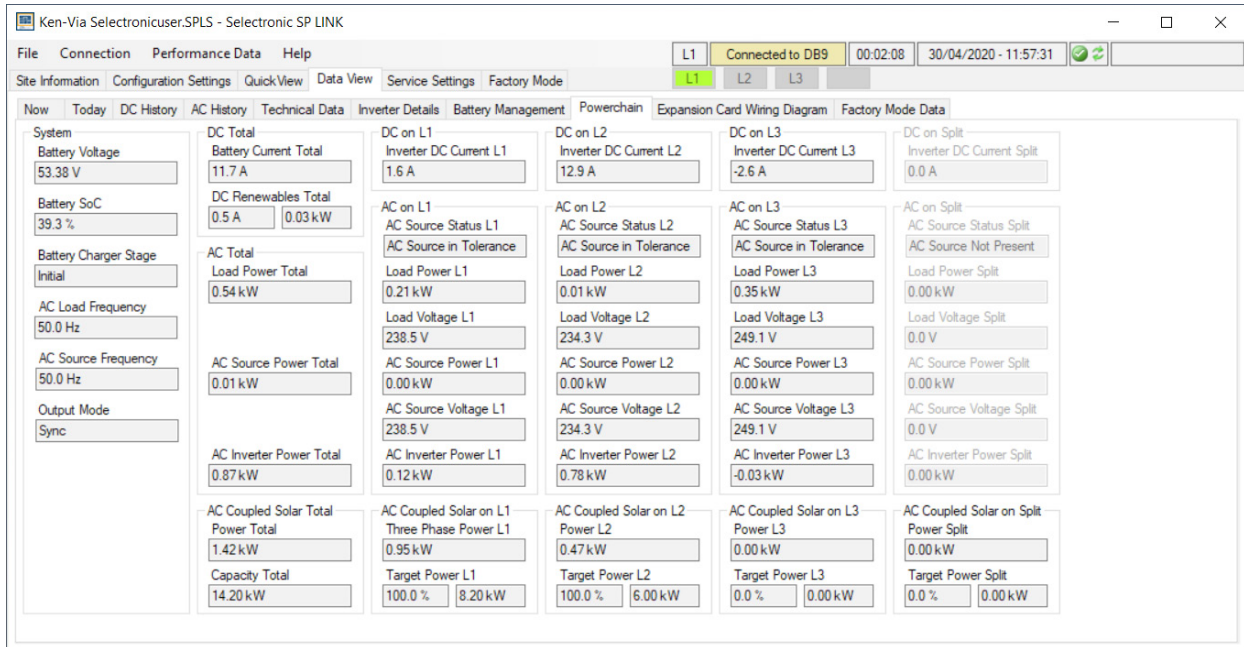 Ken-Via Selectronicuser.SPLS - Selectronic SP LINK
File Connection Performance Data Help L1 Connected to DB9 00:02:08 30/04/2020 - 11:57:31
Site Information Configuration Settings QuickView Data View Service Settings Factory Mode L1 L2 L3
Now Today DC History AC History Technical Data Inverter Details Battery Management Powerchain Expansion Card Wiring Diagram Factory Mode Data
System
Battery Voltage
53.38 V
Battery SoC
39.3 %
Battery Charger Stage
Initial
AC Load Frequency
50.0 Hz
AC Source Frequency
50.0 Hz
Output Mode
Sync
DC Total
Battery Current Total
11.7 A
DC Renewables Total
0.5 A 0.03 kW
AC Total
Load Power Total
0.54 kW
AC Source Power Total
0.01 kW
AC Inverter Power Total
0.87 kW
AC Coupled Solar Total
Power Total
1.42 kW
Capacity Total
14.20 kW
DC on L1
Inverter DC Current L1
1.6 A
AC on L1
AC Source Status L1
AC Source in Tolerance
Load Power L1
0.21 kW
Load Voltage L1
238.5 V
AC Source Power L1
0.00 kW
AC Source Voltage L1
238.5 V
AC Inverter Power L1
0.12 kW
AC Coupled Solar on L1
Three Phase Power L1
0.95 kW
Target Power L1
100.0 % 8.20 kW
DC on L2
Inverter DC Current L2
12.9 A
AC on L2
AC Source Status L2
AC Source in Tolerance
Load Power L2
0.01 kW
Load Voltage L2
234.3 V
AC Source Power L2
0.00 kW
AC Source Voltage L2
234.3 V
AC Inverter Power L2
0.78 kW
AC Coupled Solar on L2
Power L2
0.47 kW
Target Power L2
100.0 % 6.00 kW
DC on L3
Inverter DC Current L3
-2.6 A
AC on L3
AC Source Status L3
AC Source in Tolerance
Load Power L3
0.35 kW
Load Voltage L3
249.1 V
AC Source Power L3
0.00 kW
AC Source Voltage L3
249.1 V
AC Inverter Power L3
-0.03 kW
AC Coupled Solar on L3
Power L3
0.00 kW
Target Power L3
0.0 % 0.00 kW
DC on Split
Inverter DC Current Split
0.0 A
AC on Split
AC Source Status Split
AC Source Not Present
Load Power Split
0.00 kW
Load Voltage Split
0.0 V
AC Source Power Split
0.00 kW
AC Source Voltage Split
0.0 V
AC Inverter Power Split
0.00 kW
AC Coupled Solar on Split
Power Split
0.00 kW
Target Power Split
0.0 % 0.00 kW